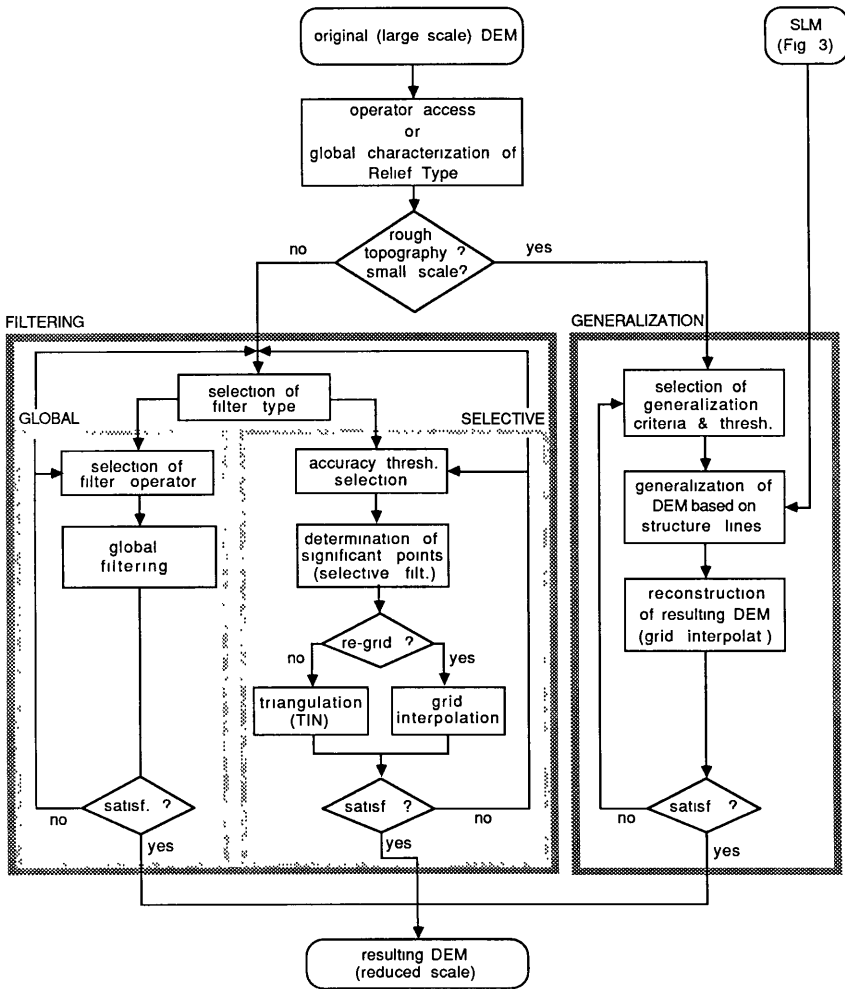 original (large scale) DEM
SLM
(Fig 3)
operator access
or
global characterization of
Relief Type
rough
topography ?
small scale?
no
yes
FILTERING
GENERALIZATION
selection of
filter type
GLOBAL
SELECTIVE
selection of
filter operator
global
filtering
accuracy thresh.
selection
determination of
significant points
(selective filt.)
re-grid ?
no
yes
triangulation
(TIN)
grid
interpolation
satisf. ?
no
yes
satisf ?
no
yes
selection of
generalization
criteria & thresh.
generalization of
DEM based on
structure lines
reconstruction
of resulting DEM
(grid interpolat )
satisf ?
no
yes
resulting DEM
(reduced scale)